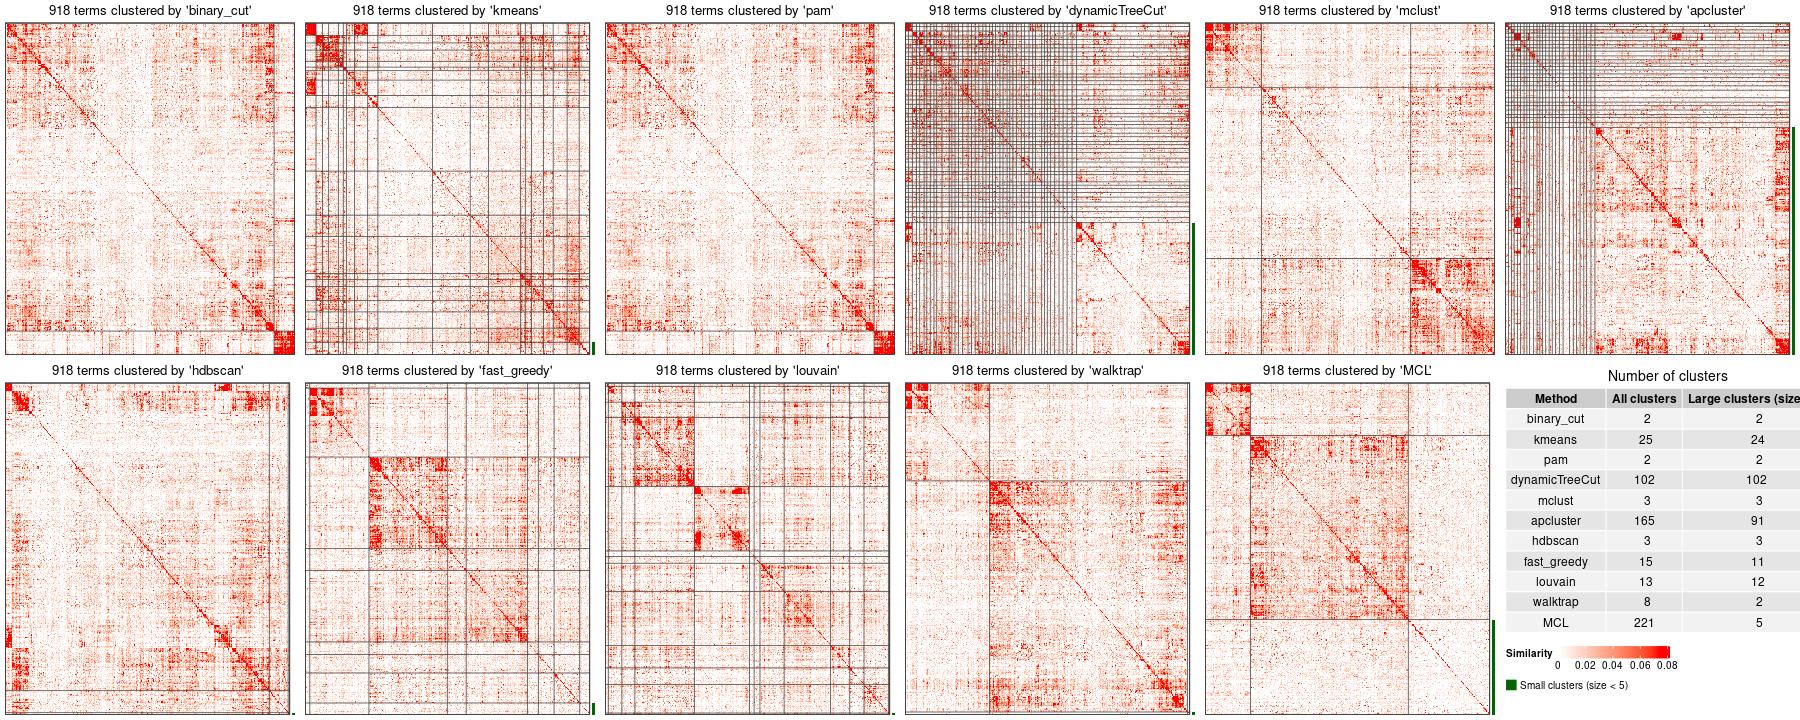 918 terms clustered by 'binary_cut'
918 terms clustered by 'kmeans'
918 terms clustered by 'pam'
918 terms clustered by 'dynamicTreeCut'
918 terms clustered by 'mclust'
918 terms clustered by 'apcluster'
918 terms clustered by 'hdbscan'
918 terms clustered by 'fast_greedy'
918 terms clustered by 'louvain'
918 terms clustered by 'walktrap'
918 terms clustered by 'MCL'
Number of clusters
Method All clusters Large clusters (size
binary_cut 2 2
kmeans 25 24
pam 2 2
dynamicTreeCut 102 102
mclust 3 3
apcluster 165 91
hdbscan 3 3
fast_greedy 15 11
louvain 13 12
walktrap 8 2
MCL 221 5
Similarity
0 0.02 0.04 0.06 0.08
Small clusters (size < 5)